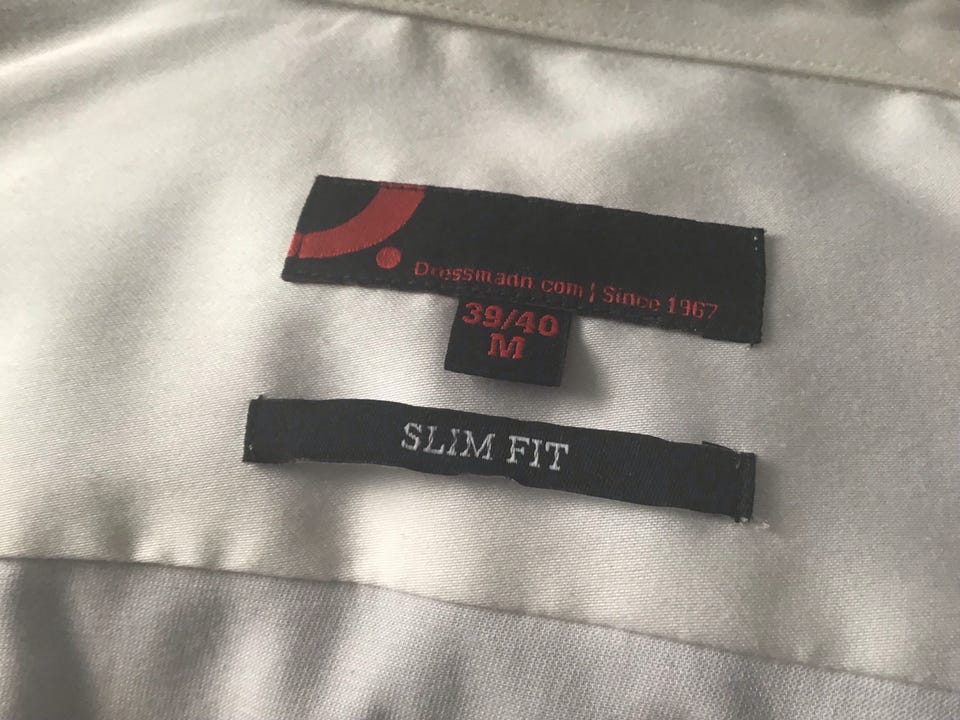 Dressmann.com | Since 1967
39/40
M
SLIM FIT